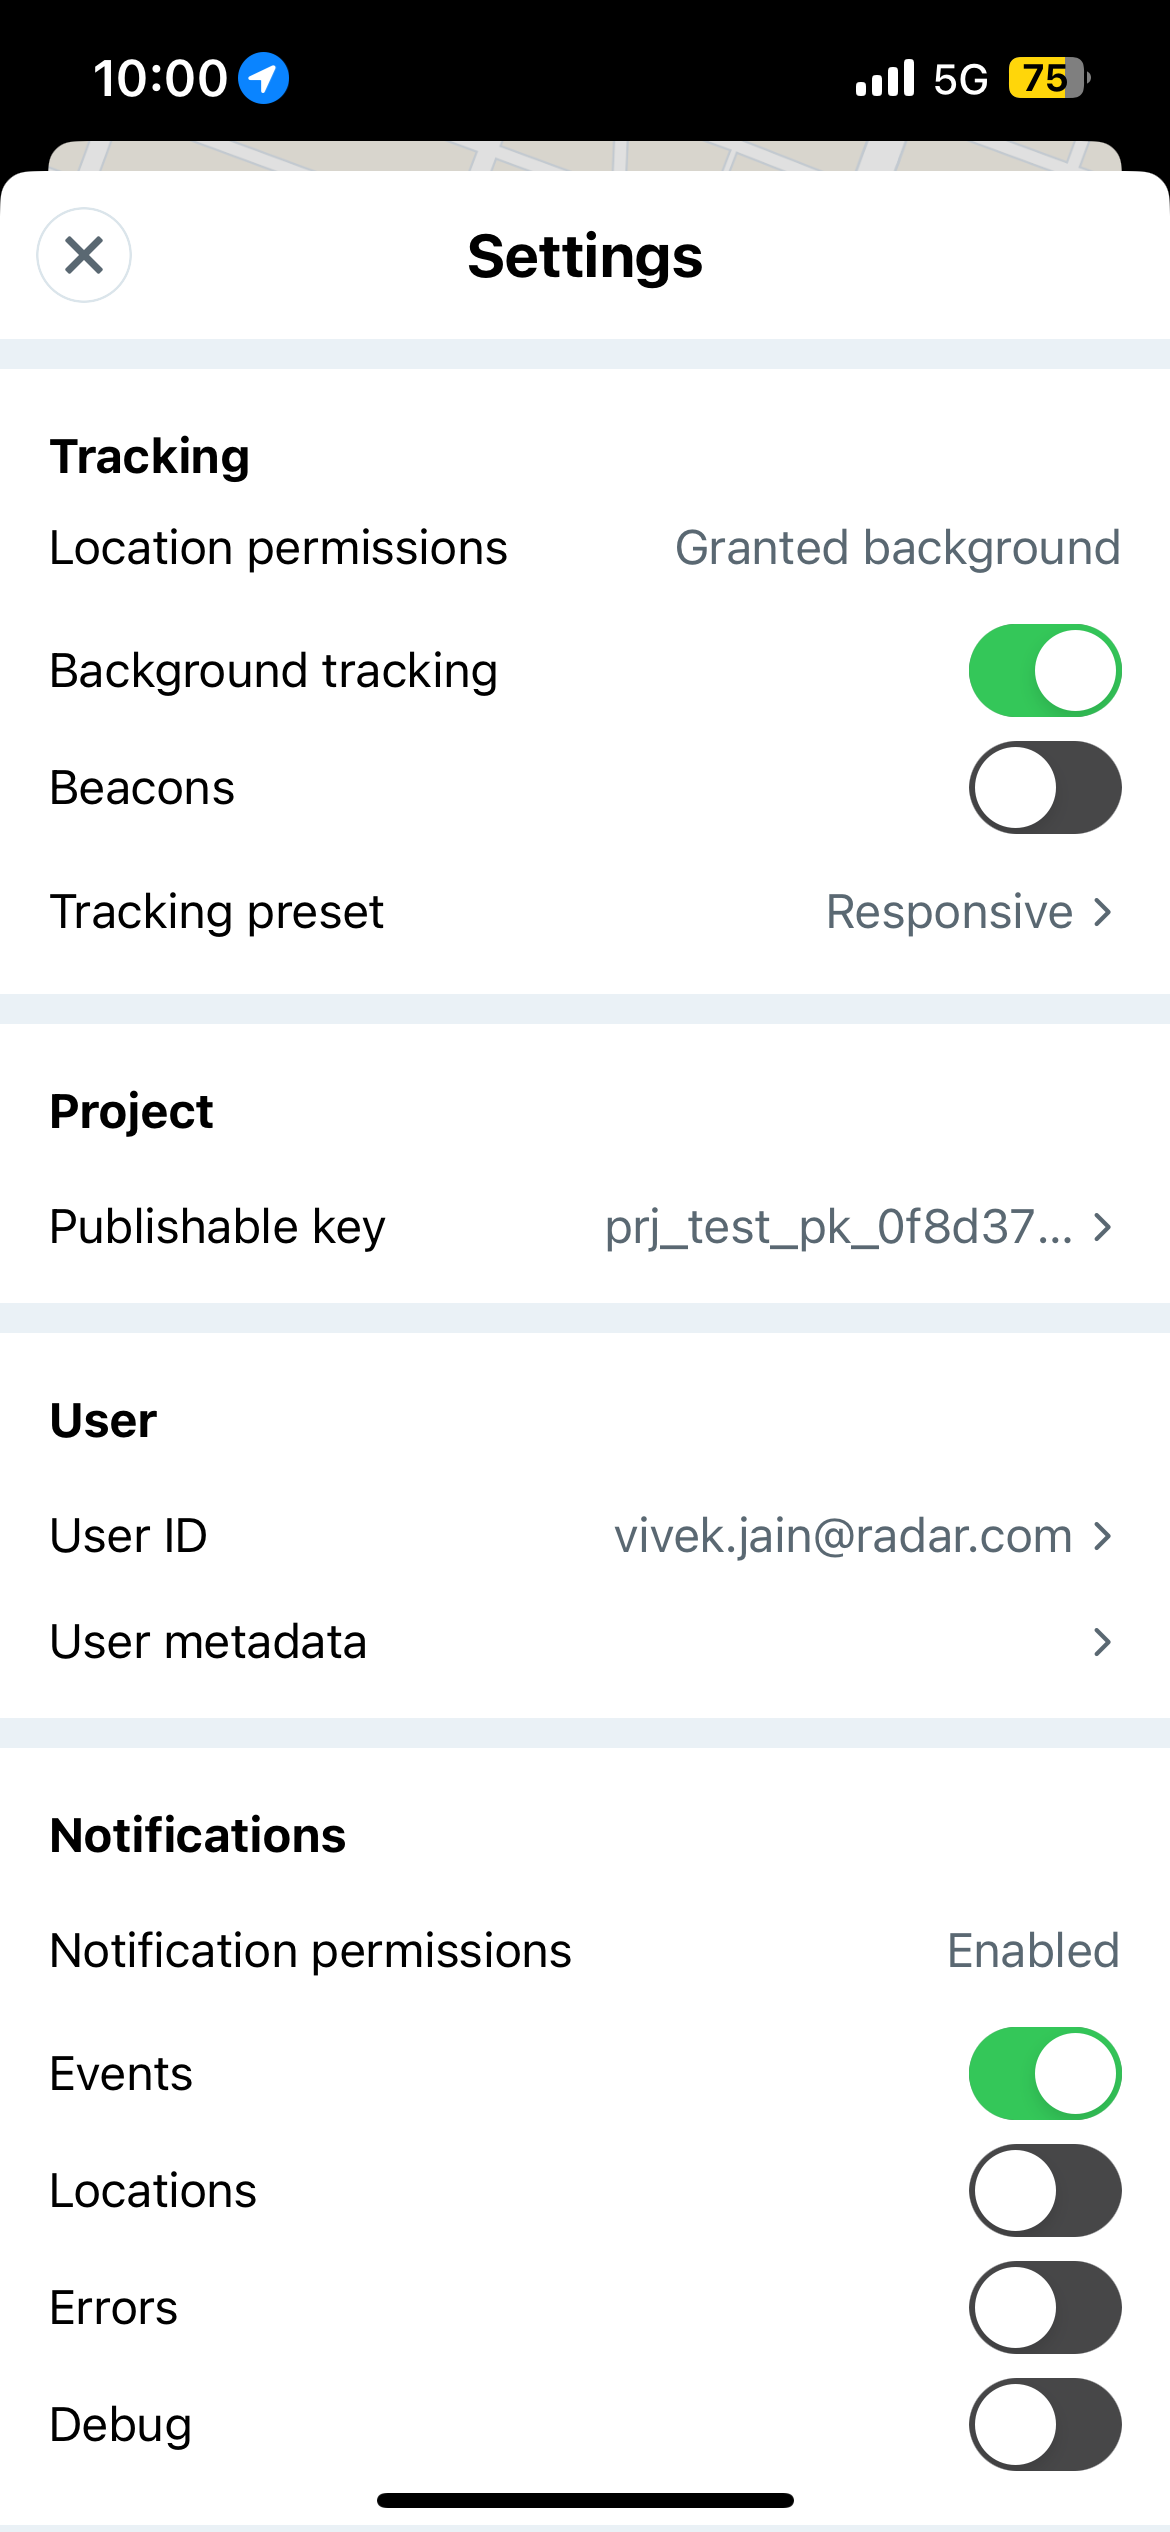 10:00
5G 75
Settings
Tracking
Location permissions Granted background
Background tracking
Beacons
Tracking preset Responsive
Project
Publishable key prj_test_pk_0f8d37...
User
User ID vivek.jain@radar.com
User metadata
Notifications
Notification permissions Enabled
Events
Locations
Errors
Debug